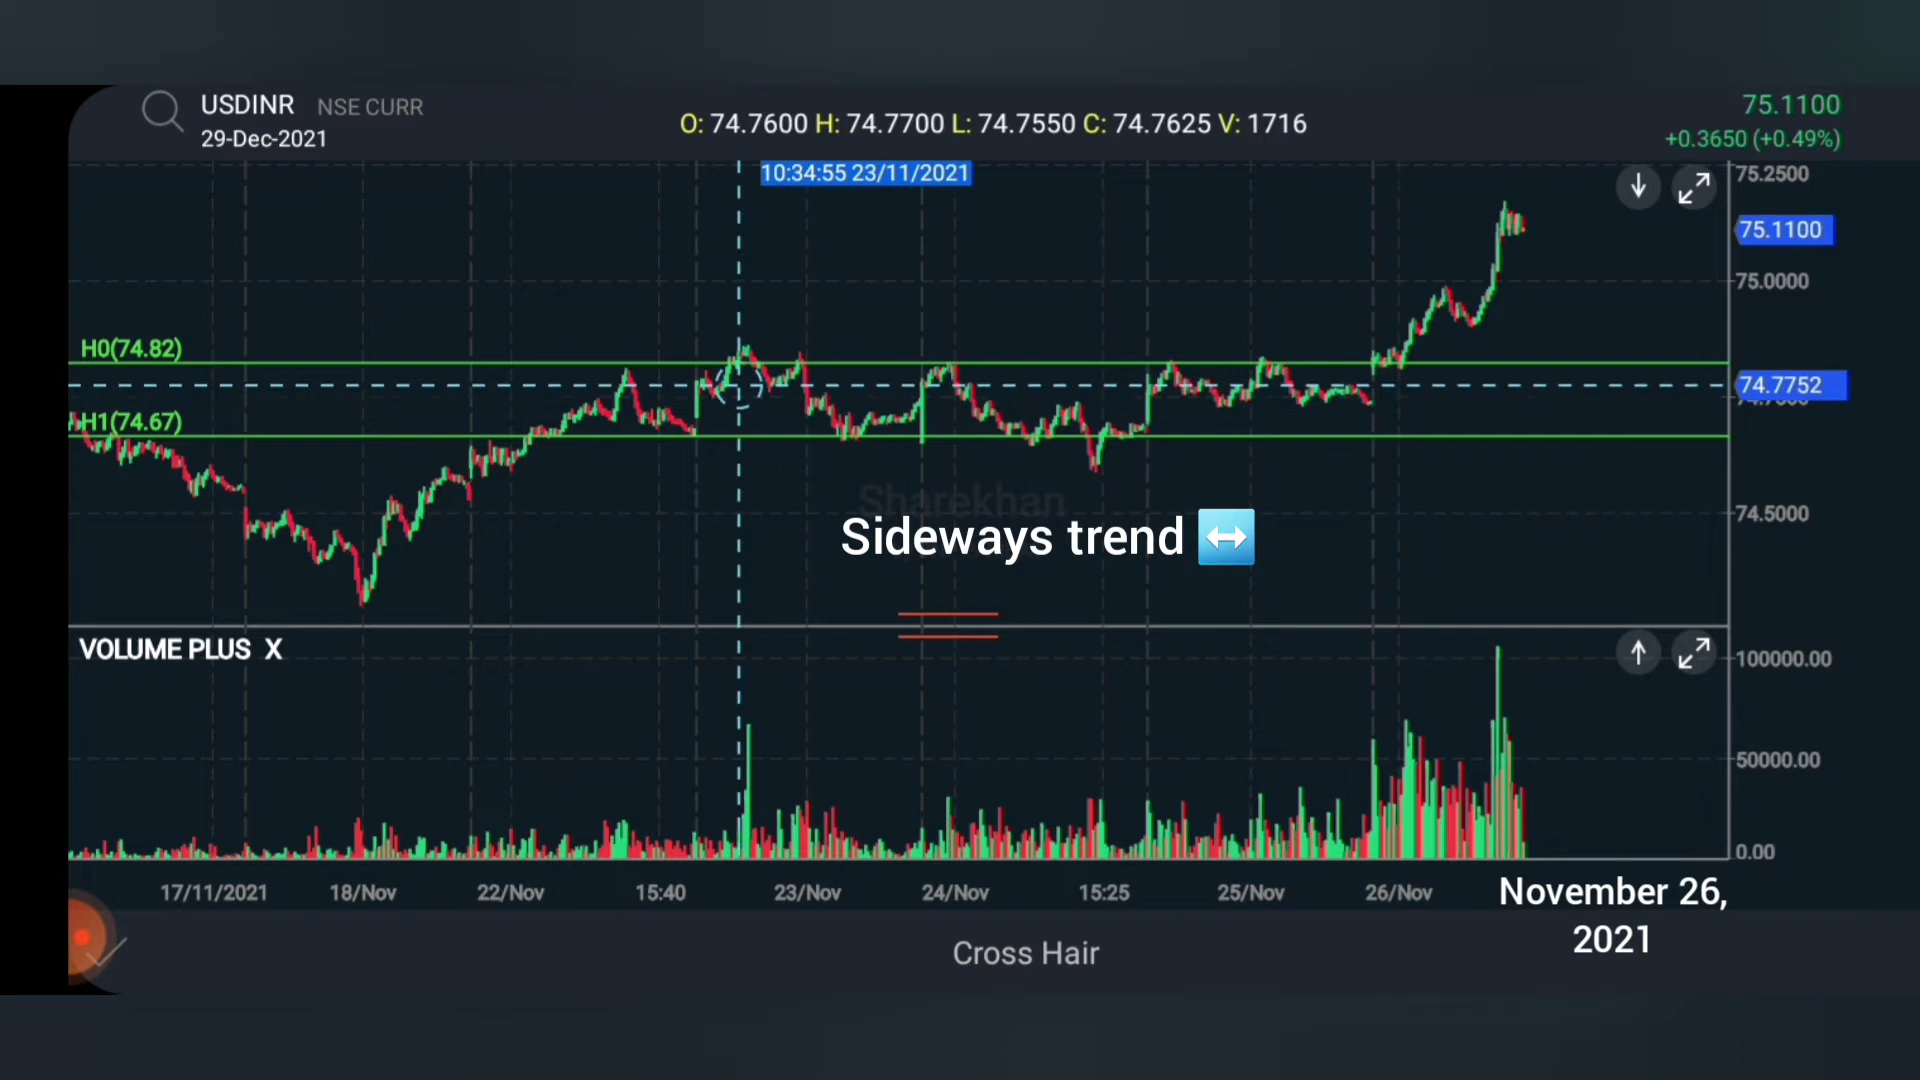 USDINR NSE CURR
29-Dec-2021
O: 74.7600 H: 74.7700 L: 74.7550 C: 74.7625 V: 1716
75.1100
+0.3650 (+0.49%)
10:34:55 23/11/2021
75.2500
75.1100
75.0000
H0(74.82)
74.7752
H1(74.67)
Sharekhan
74.5000
Sideways trend ↔
VOLUME PLUS X
100000.00
50000.00
0.00
17/11/2021 18/Nov 22/Nov 15:40 23/Nov 24/Nov 15:25 25/Nov 26/Nov
November 26,
2021
Cross Hair